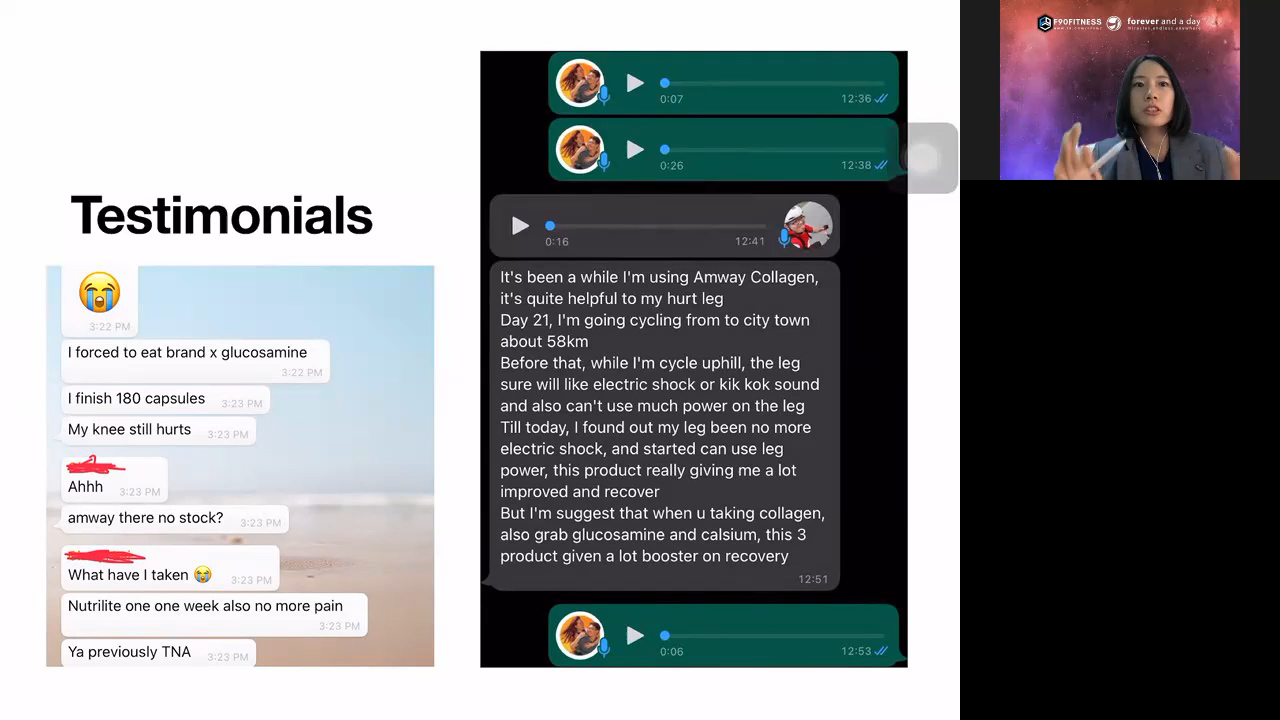 Testimonials
3:22 PM
I forced to eat brand x glucosamine
3:22 PM
I finish 180 capsules
3:23 PM
My knee still hurts
3:23 PM
Ahhh
3:23 PM
amway there no stock?
3:23 PM
What have I taken 😭
3:23 PM
Nutrilite one one week also no more pain
3:23 PM
Ya previously TNA
3:23 PM
0:07
12:36
0:26
12:38
0:16
12:41
It's been a while I'm using Amway Collagen,
it's quite helpful to my hurt leg
Day 21, I'm going cycling from to city town
about 58km
Before that, while I'm cycle uphill, the leg
sure will like electric shock or kik kok sound
and also can't use much power on the leg
Till today, I found out my leg been no more
electric shock, and started can use leg
power, this product really giving me a lot
improved and recover
But I'm suggest that when u taking collagen,
also grab glucosamine and calsium, this 3
product given a lot booster on recovery
12:51
0:06
12:53
F90FITNESS
forever and a day